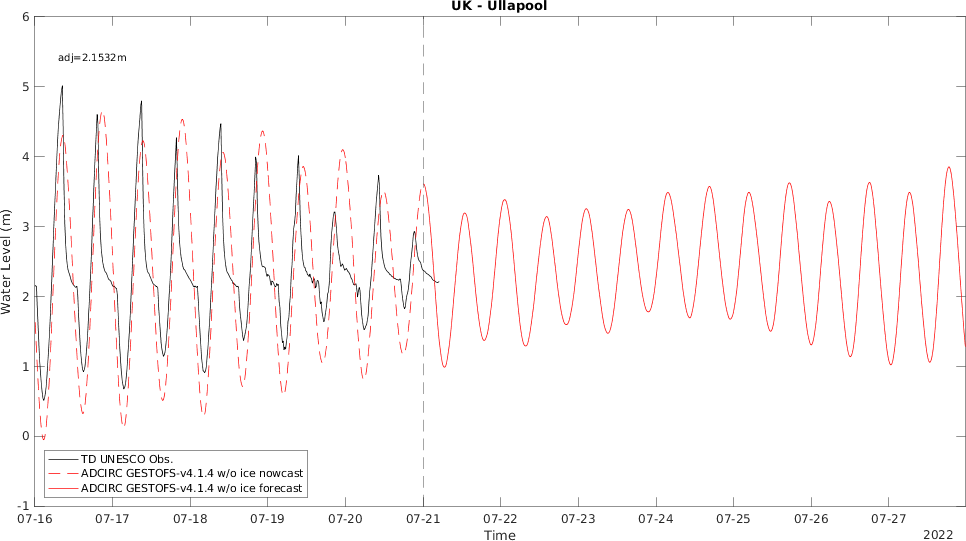 UK - Ullapool
adj=2.1532m
6
5
4
3
2
1
0
-1
Water Level (m)
TD UNESCO Obs.
ADCIRC GESTOFS-v4.1.4 w/o ice nowcast
ADCIRC GESTOFS-v4.1.4 w/o ice forecast
07-16 07-17 07-18 07-19 07-20 07-21 07-22 07-23 07-24 07-25 07-26 07-27
Time
2022